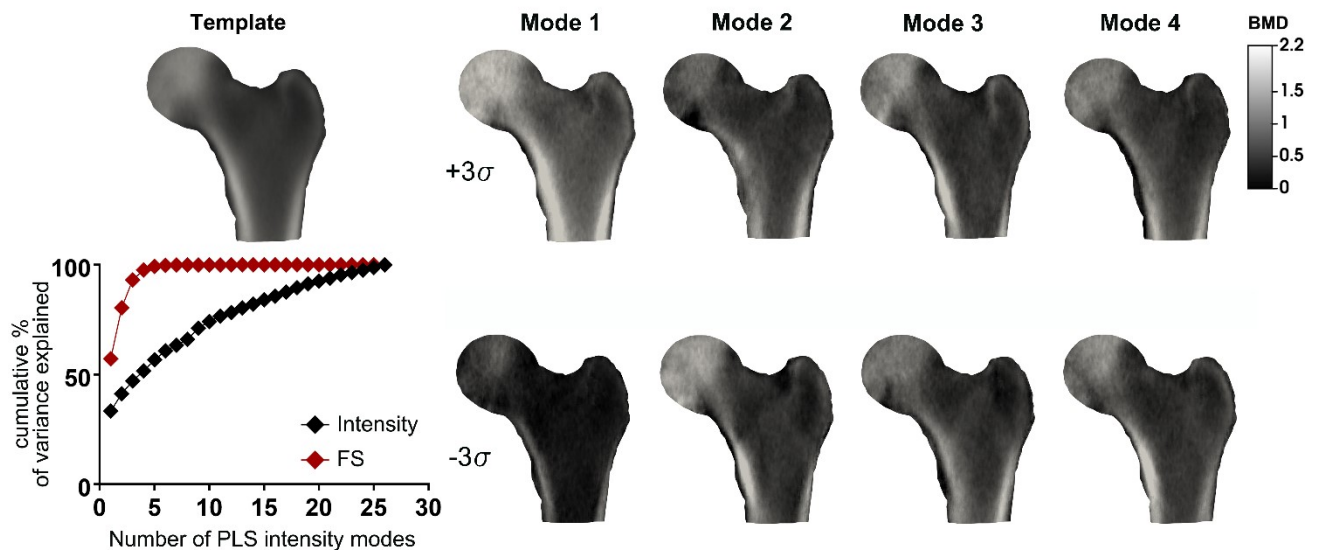 Template
Mode 1
Mode 2
Mode 3
Mode 4
BMD
2.2
1.5
1
0.5
0
+3σ
-3σ
cumulative %
of variance explained
100
50
0
0
5
10
15
20
25
30
Intensity
FS
Number of PLS intensity modes